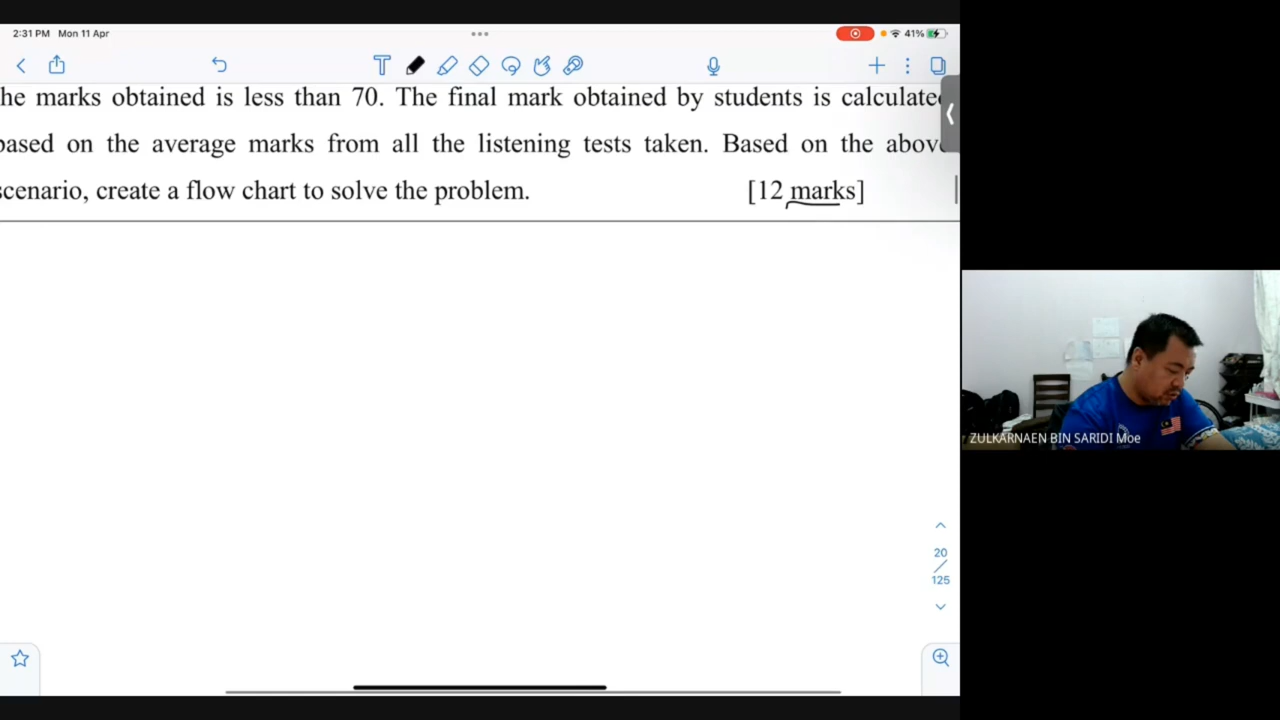 2:31 PM Mon 11 Apr
41%
he marks obtained is less than 70. The final mark obtained by students is calculate
based on the average marks from all the listening tests taken. Based on the above
scenario, create a flow chart to solve the problem. [12 marks]
ZULKARNAEN BIN SARIDI Moe
20
125